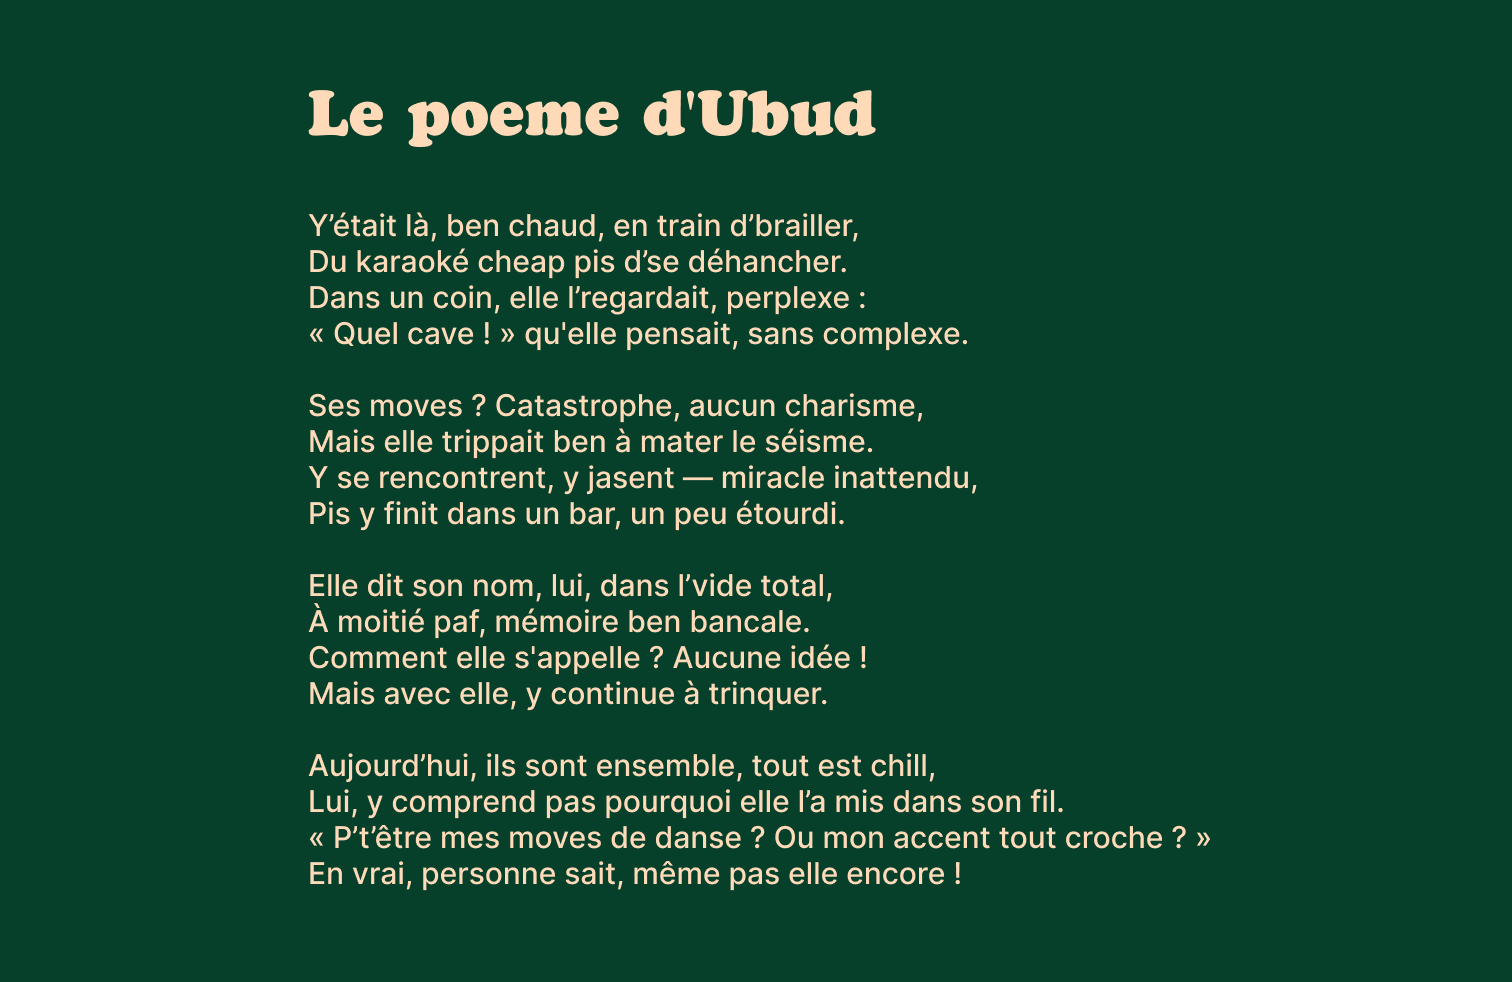 Le poeme d'Ubud
Y’était là, ben chaud, en train d’brailler,
Du karaoké cheap pis d’se déhancher.
Dans un coin, elle l’regardait, perplexe :
« Quel cave ! » qu'elle pensait, sans complexe.
Ses moves ? Catastrophe, aucun charisme,
Mais elle trippait ben à mater le séisme.
Y se rencontrent, y jasent — miracle inattendu,
Pis y finit dans un bar, un peu étourdi.
Elle dit son nom, lui, dans l’vide total,
À moitié paf, mémoire ben bancale.
Comment elle s'appelle ? Aucune idée !
Mais avec elle, y continue à trinquer.
Aujourd’hui, ils sont ensemble, tout est chill,
Lui, y comprend pas pourquoi elle l’a mis dans son fil.
« P’t’être mes moves de danse ? Ou mon accent tout croche ? »
En vrai, personne sait, même pas elle encore !